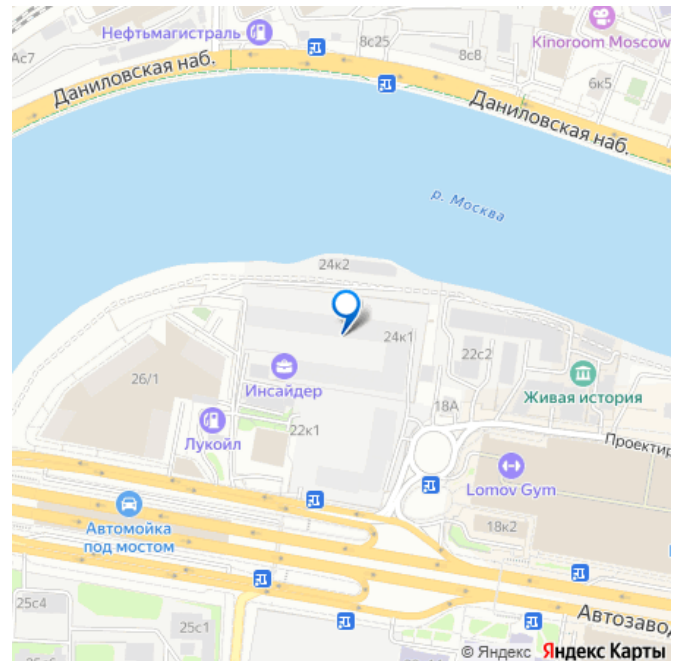 Нефтьмагистраль
Kinoroom Moscow
8с25
8с8
6к5
Ас7
Даниловская наб.
Даниловская наб.
р. Москва
24к2
24к1
22с2
26/1
Инсайдер
Живая история
18А
Лукойл
22к1
Проектир
Lomov Gym
18к2
Автомойка
под мостом
25с4
25с1
Автозавод
© Яндекс Яндекс Карты